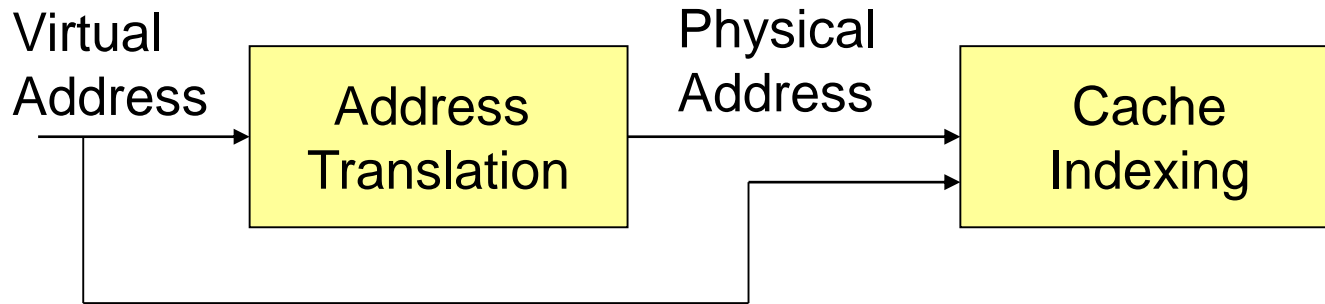 Virtual
Address
Address
Translation
Physical
Address
Cache
Indexing